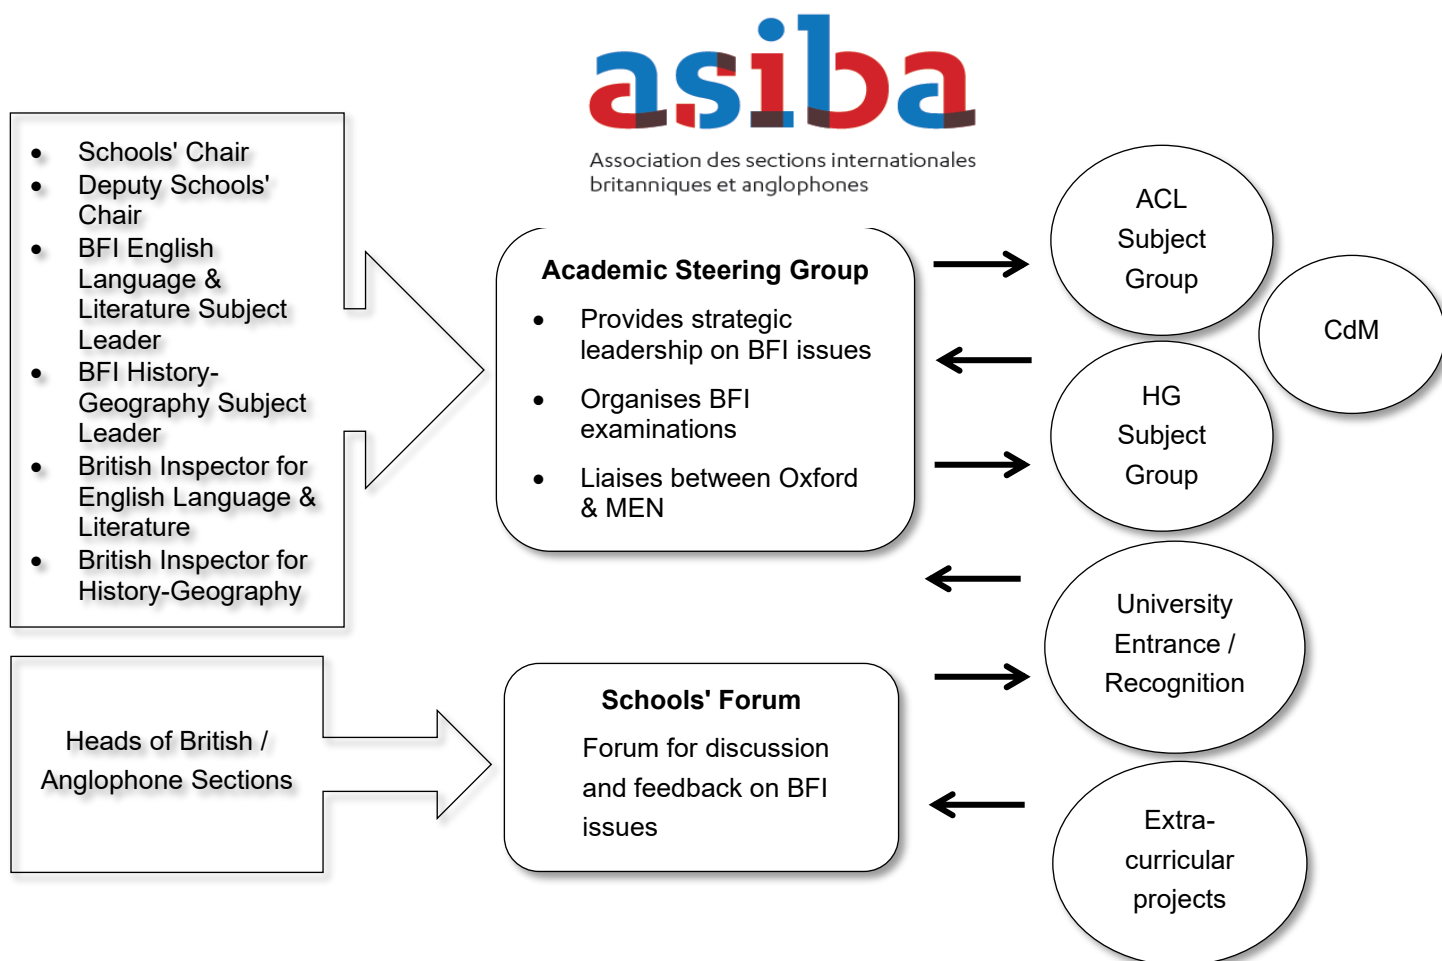 asiba
Association des sections internationales
britanniques et anglophones
• Schools' Chair
• Deputy Schools'
Chair
• BFI English
Language &
Literature Subject
Leader
• BFI History-
Geography Subject
Leader
• British Inspector for
English Language &
Literature
• British Inspector for
History-Geography
Academic Steering Group
• Provides strategic
leadership on BFI issues
• Organises BFI
examinations
• Liaises between Oxford
& MEN
ACL
Subject
Group
CdM
HG
Subject
Group
University
Entrance /
Recognition
Extra-
curricular
projects
Heads of British /
Anglophone Sections
Schools' Forum
Forum for discussion
and feedback on BFI
issues